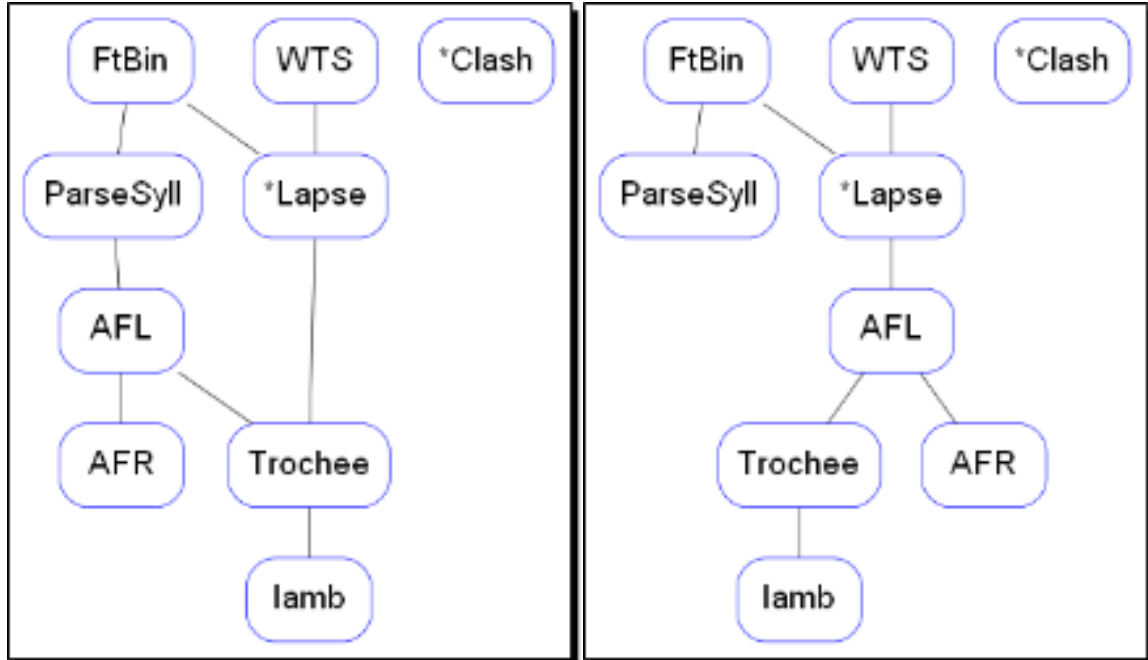 FtBin WTS *Clash
ParseSyll *Lapse
AFL
AFR Trochee
Iamb
FtBin WTS *Clash
ParseSyll *Lapse
AFL
Trochee AFR
Iamb